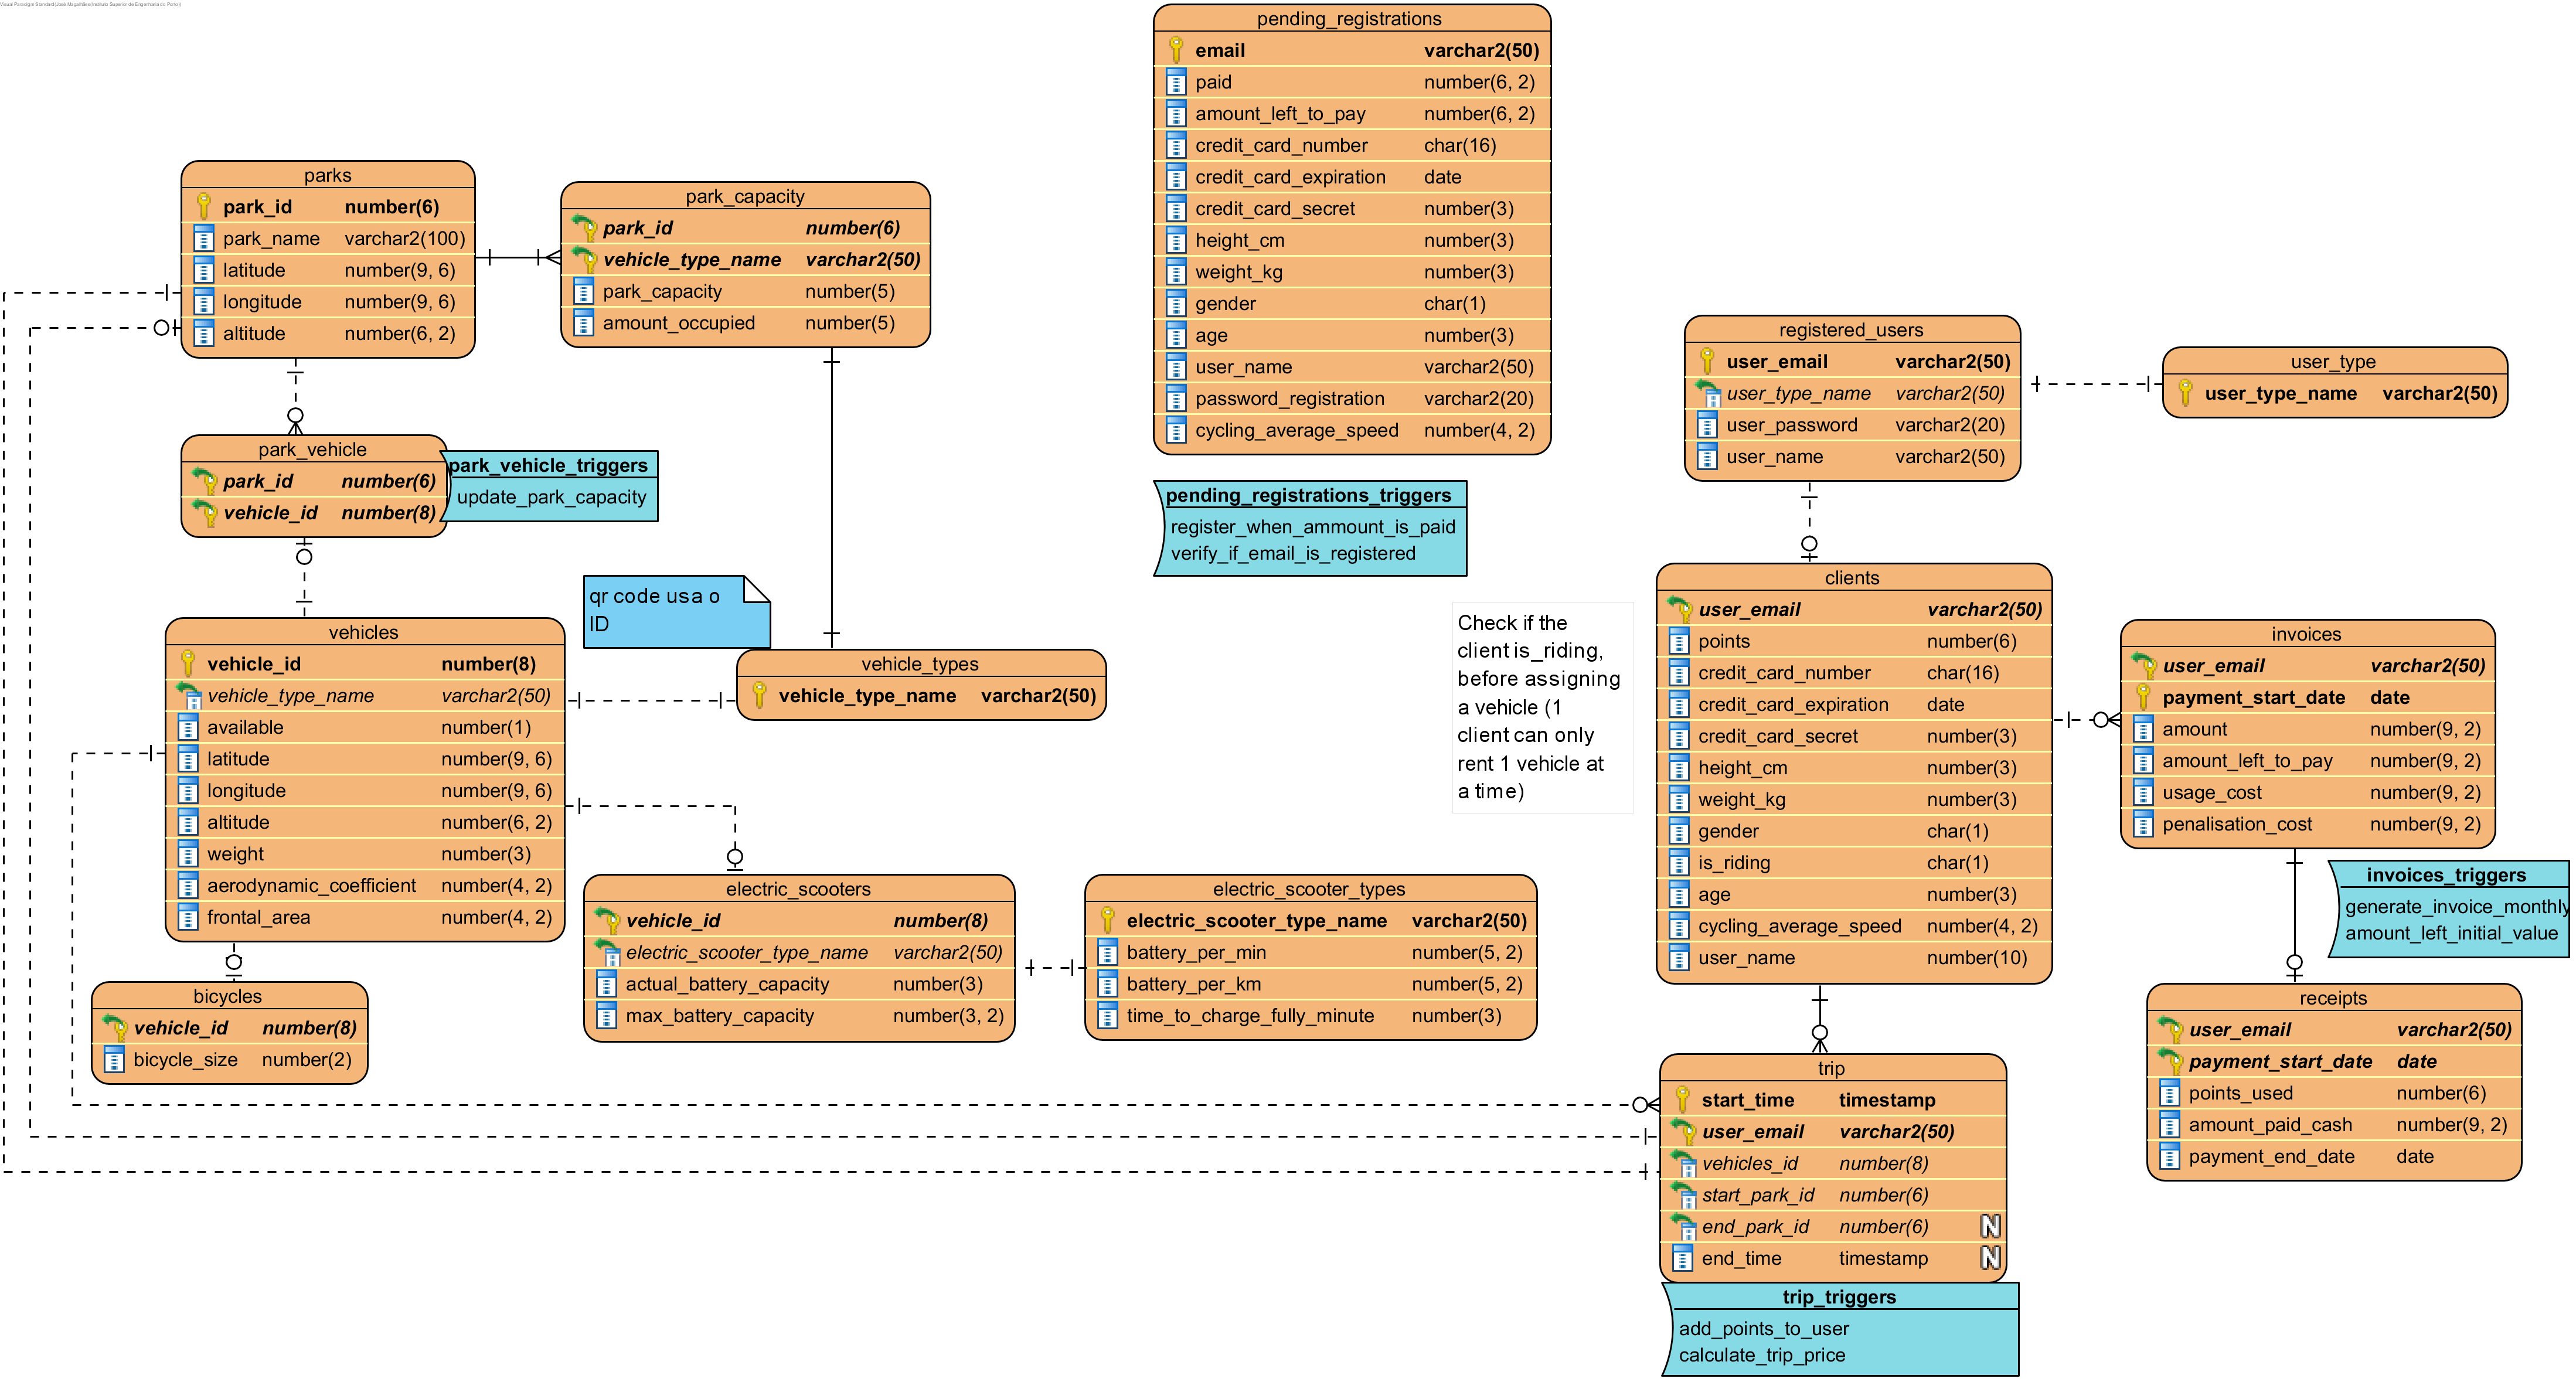 Visual Paradigm Standard(José Magalhães(Instituto Superior de Engenharia do Porto))
pending_registrations
email varchar2(50)
paid number(6, 2)
amount_left_to_pay number(6, 2)
credit_card_number char(16)
credit_card_expiration date
credit_card_secret number(3)
height_cm number(3)
weight_kg number(3)
gender char(1)
age number(3)
user_name varchar2(50)
password_registration varchar2(20)
cycling_average_speed number(4, 2)
pending_registrations_triggers
register_when_ammount_is_paid
verify_if_email_is_registered
parks
park_id number(6)
park_name varchar2(100)
latitude number(9, 6)
longitude number(9, 6)
altitude number(6, 2)
park_capacity
park_id number(6)
vehicle_type_name varchar2(50)
park_capacity number(5)
amount_occupied number(5)
registered_users
user_email varchar2(50)
user_type_name varchar2(50)
user_password varchar2(20)
user_name varchar2(50)
user_type
user_type_name varchar2(50)
park_vehicle
park_id number(6)
vehicle_id number(8)
park_vehicle_triggers
update_park_capacity
qr code usa o
ID
vehicles
vehicle_id number(8)
vehicle_type_name varchar2(50)
available number(1)
latitude number(9, 6)
longitude number(9, 6)
altitude number(6, 2)
weight number(3)
aerodynamic_coefficient number(4, 2)
frontal_area number(4, 2)
vehicle_types
vehicle_type_name varchar2(50)
Check if the
client is_riding,
before assigning
a vehicle (1
client can only
rent 1 vehicle at
a time)
clients
user_email varchar2(50)
points number(6)
credit_card_number char(16)
credit_card_expiration date
credit_card_secret number(3)
height_cm number(3)
weight_kg number(3)
gender char(1)
is_riding char(1)
age number(3)
cycling_average_speed number(4, 2)
user_name number(10)
invoices
user_email varchar2(50)
payment_start_date date
amount number(9, 2)
amount_left_to_pay number(9, 2)
usage_cost number(9, 2)
penalisation_cost number(9, 2)
invoices_triggers
generate_invoice_monthly
amount_left_initial_value
electric_scooters
vehicle_id number(8)
electric_scooter_type_name varchar2(50)
actual_battery_capacity number(3)
max_battery_capacity number(3, 2)
electric_scooter_types
electric_scooter_type_name varchar2(50)
battery_per_min number(5, 2)
battery_per_km number(5, 2)
time_to_charge_fully_minute number(3)
bicycles
vehicle_id number(8)
bicycle_size number(2)
receipts
user_email varchar2(50)
payment_start_date date
points_used number(6)
amount_paid_cash number(9, 2)
payment_end_date date
trip
start_time timestamp
user_email varchar2(50)
vehicles_id number(8)
start_park_id number(6)
end_park_id number(6) N
end_time timestamp N
trip_triggers
add_points_to_user
calculate_trip_price